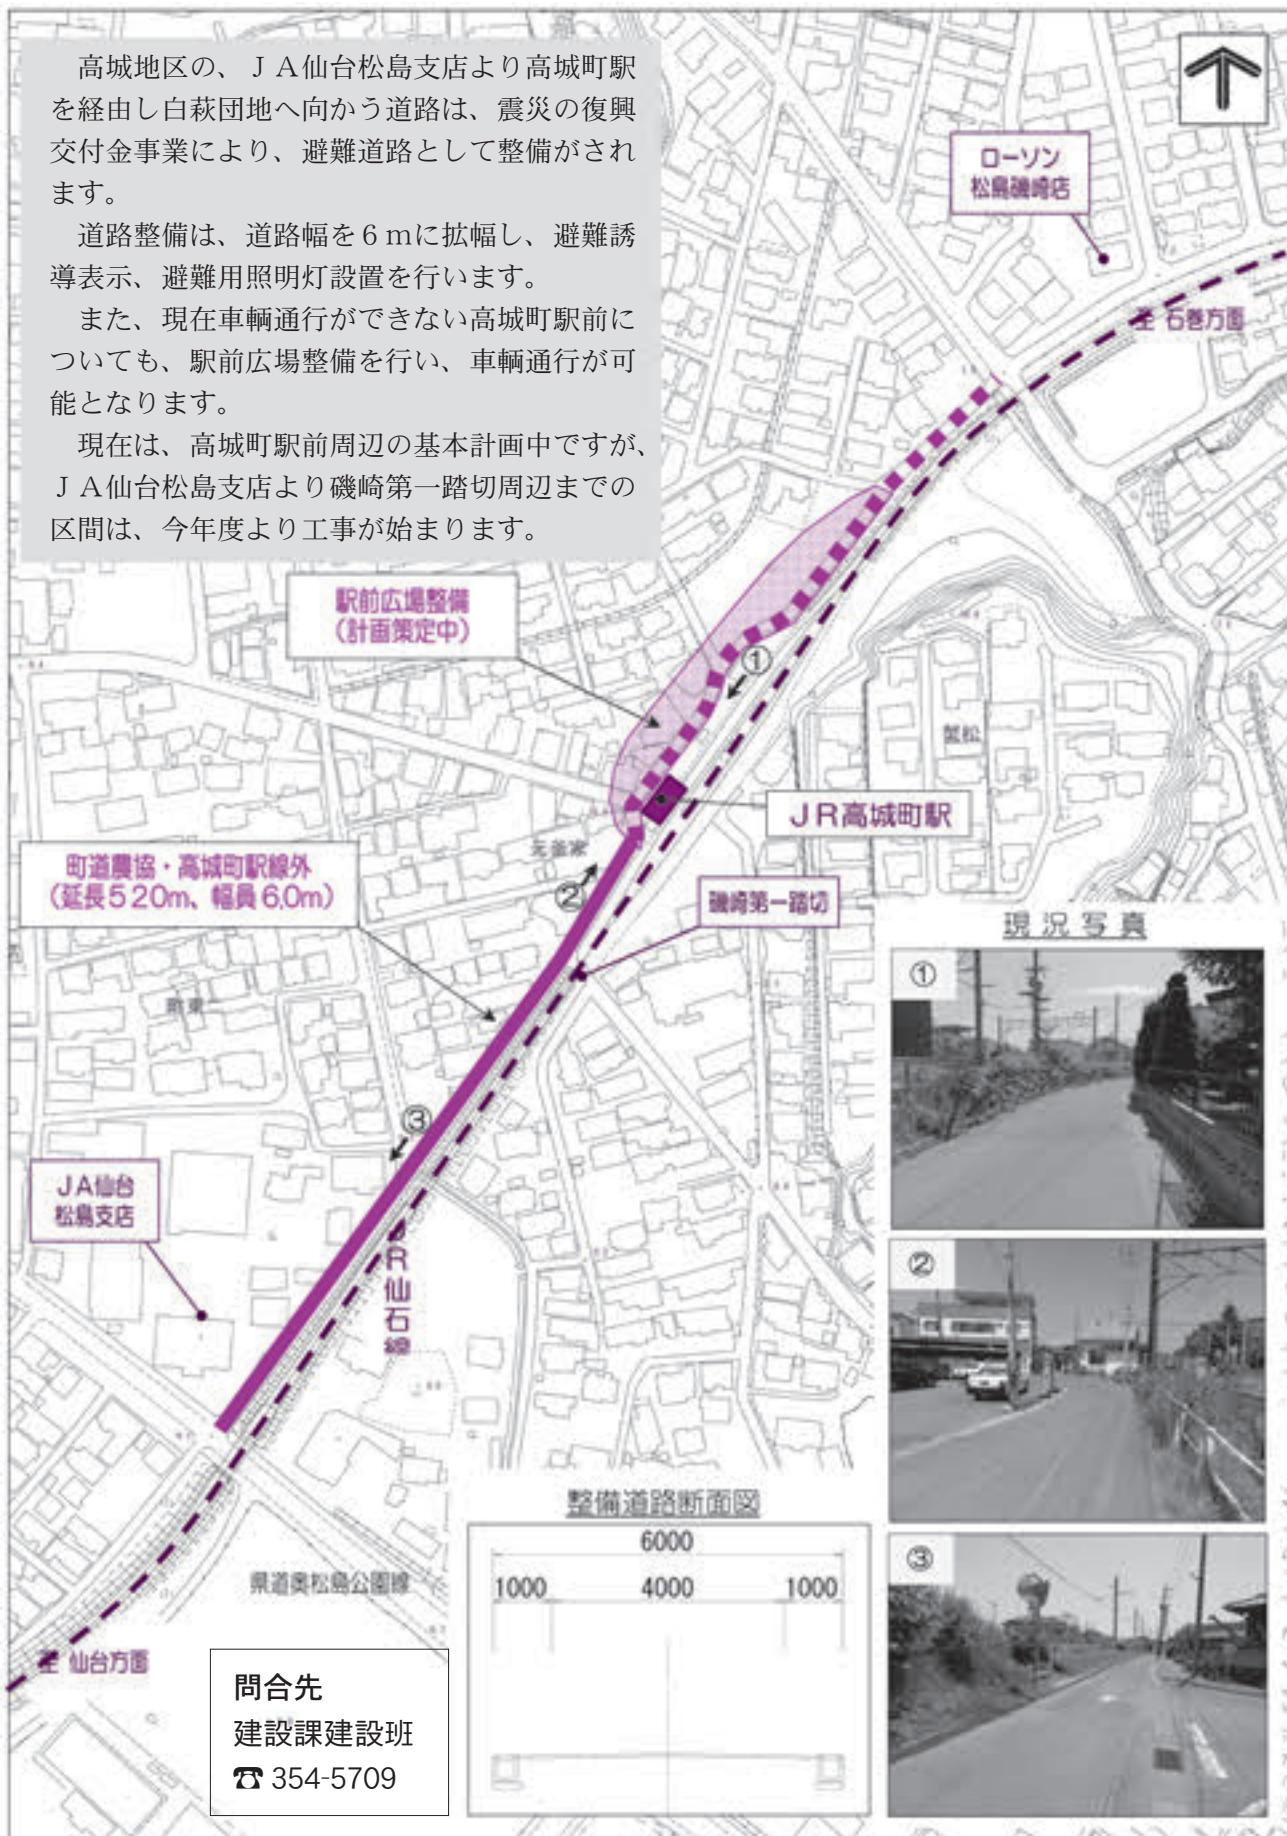 高城地区の、ＪＡ仙台松島支店より高城町駅
を経由し白萩団地へ向かう道路は、震災の復興
交付金事業により、避難道路として整備がされ
ます。
道路整備は、道路幅を６ｍに拡幅し、避難誘
導表示、避難用照明灯設置を行います。
また、現在車輌通行ができない高城町駅前に
ついても、駅前広場整備を行い、車輌通行が可
能となります。
現在は、高城町駅前周辺の基本計画中ですが、
ＪＡ仙台松島支店より磯崎第一踏切周辺までの
区間は、今年度より工事が始まります。
ローソン
松島磯崎店
至 石巻方面
駅前広場整備
（計画策定中）
①
ＪＲ高城町駅
元釜家
②
町道農協・高城町駅線外
（延長５２０ｍ、幅員６.０ｍ）
磯崎第一踏切
町東
③
ＪＡ仙台
松島支店
ＪＲ仙石線
県道奥松島公園線
至 仙台方面
現況写真
①
②
③
整備道路断面図
6000
1000 4000 1000
問合先
建設課建設班
☎ 354-5709